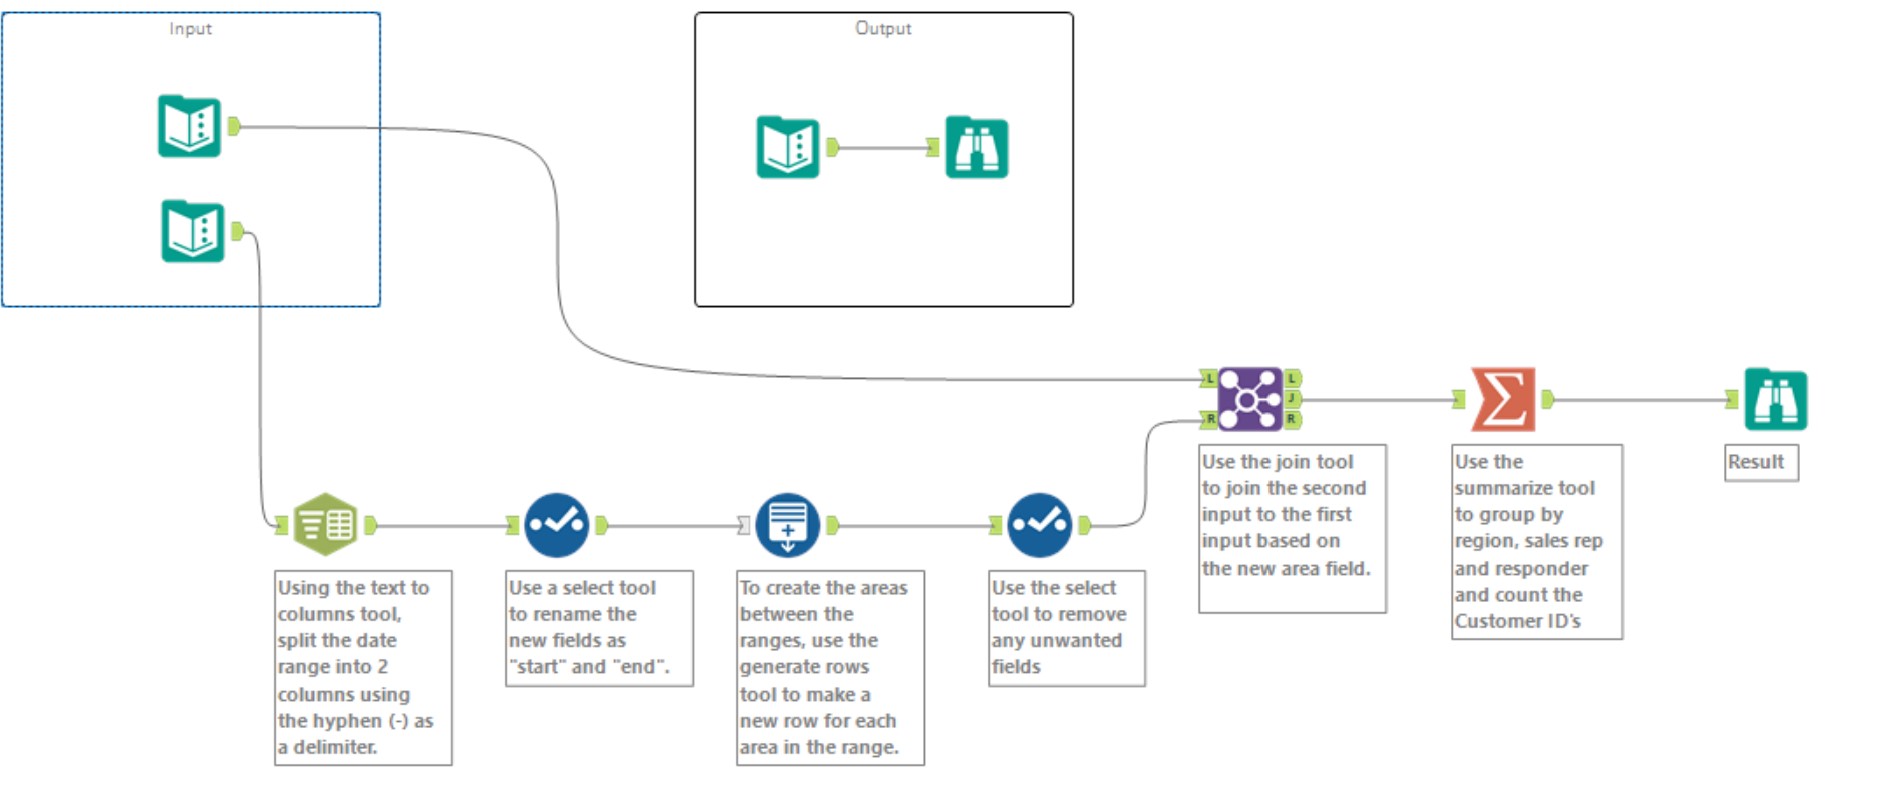 Input
Output
L
R
L
J
R
Use the join tool
to join the second
input to the first
input based on
the new area field.
Use the
summarize tool
to group by
region, sales rep
and responder
and count the
Customer ID's
Result
Using the text to
columns tool,
split the date
range into 2
columns using
the hyphen (-) as
a delimiter.
Use a select tool
to rename the
new fields as
"start" and "end".
To create the areas
between the
ranges, use the
generate rows
tool to make a
new row for each
area in the range.
Use the select
tool to remove
any unwanted
fields